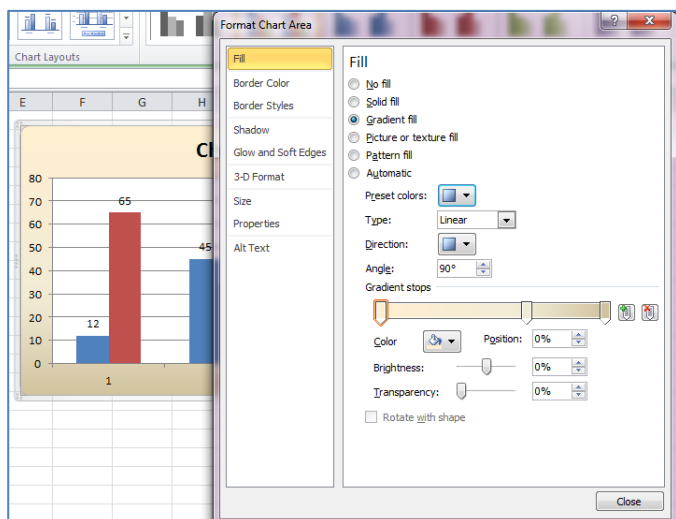 Format Chart Area
Chart Layouts
E F G H
Ch
80
70
60
50
40
30
20
10
0
65
45
12
1
Fill
Border Color
Border Styles
Shadow
Glow and Soft Edges
3-D Format
Size
Properties
Alt Text
Fill
No fill
Solid fill
Gradient fill
Picture or texture fill
Pattern fill
Automatic
Preset colors:
Type: Linear
Direction:
Angle: 90°
Gradient stops
Color Position: 0%
Brightness: 0%
Transparency: 0%
Rotate with shape
Close